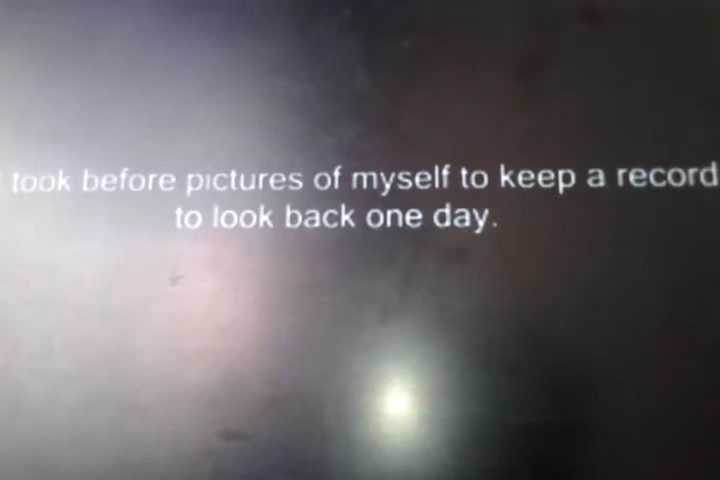 I took before pictures of myself to keep a record
to look back one day.